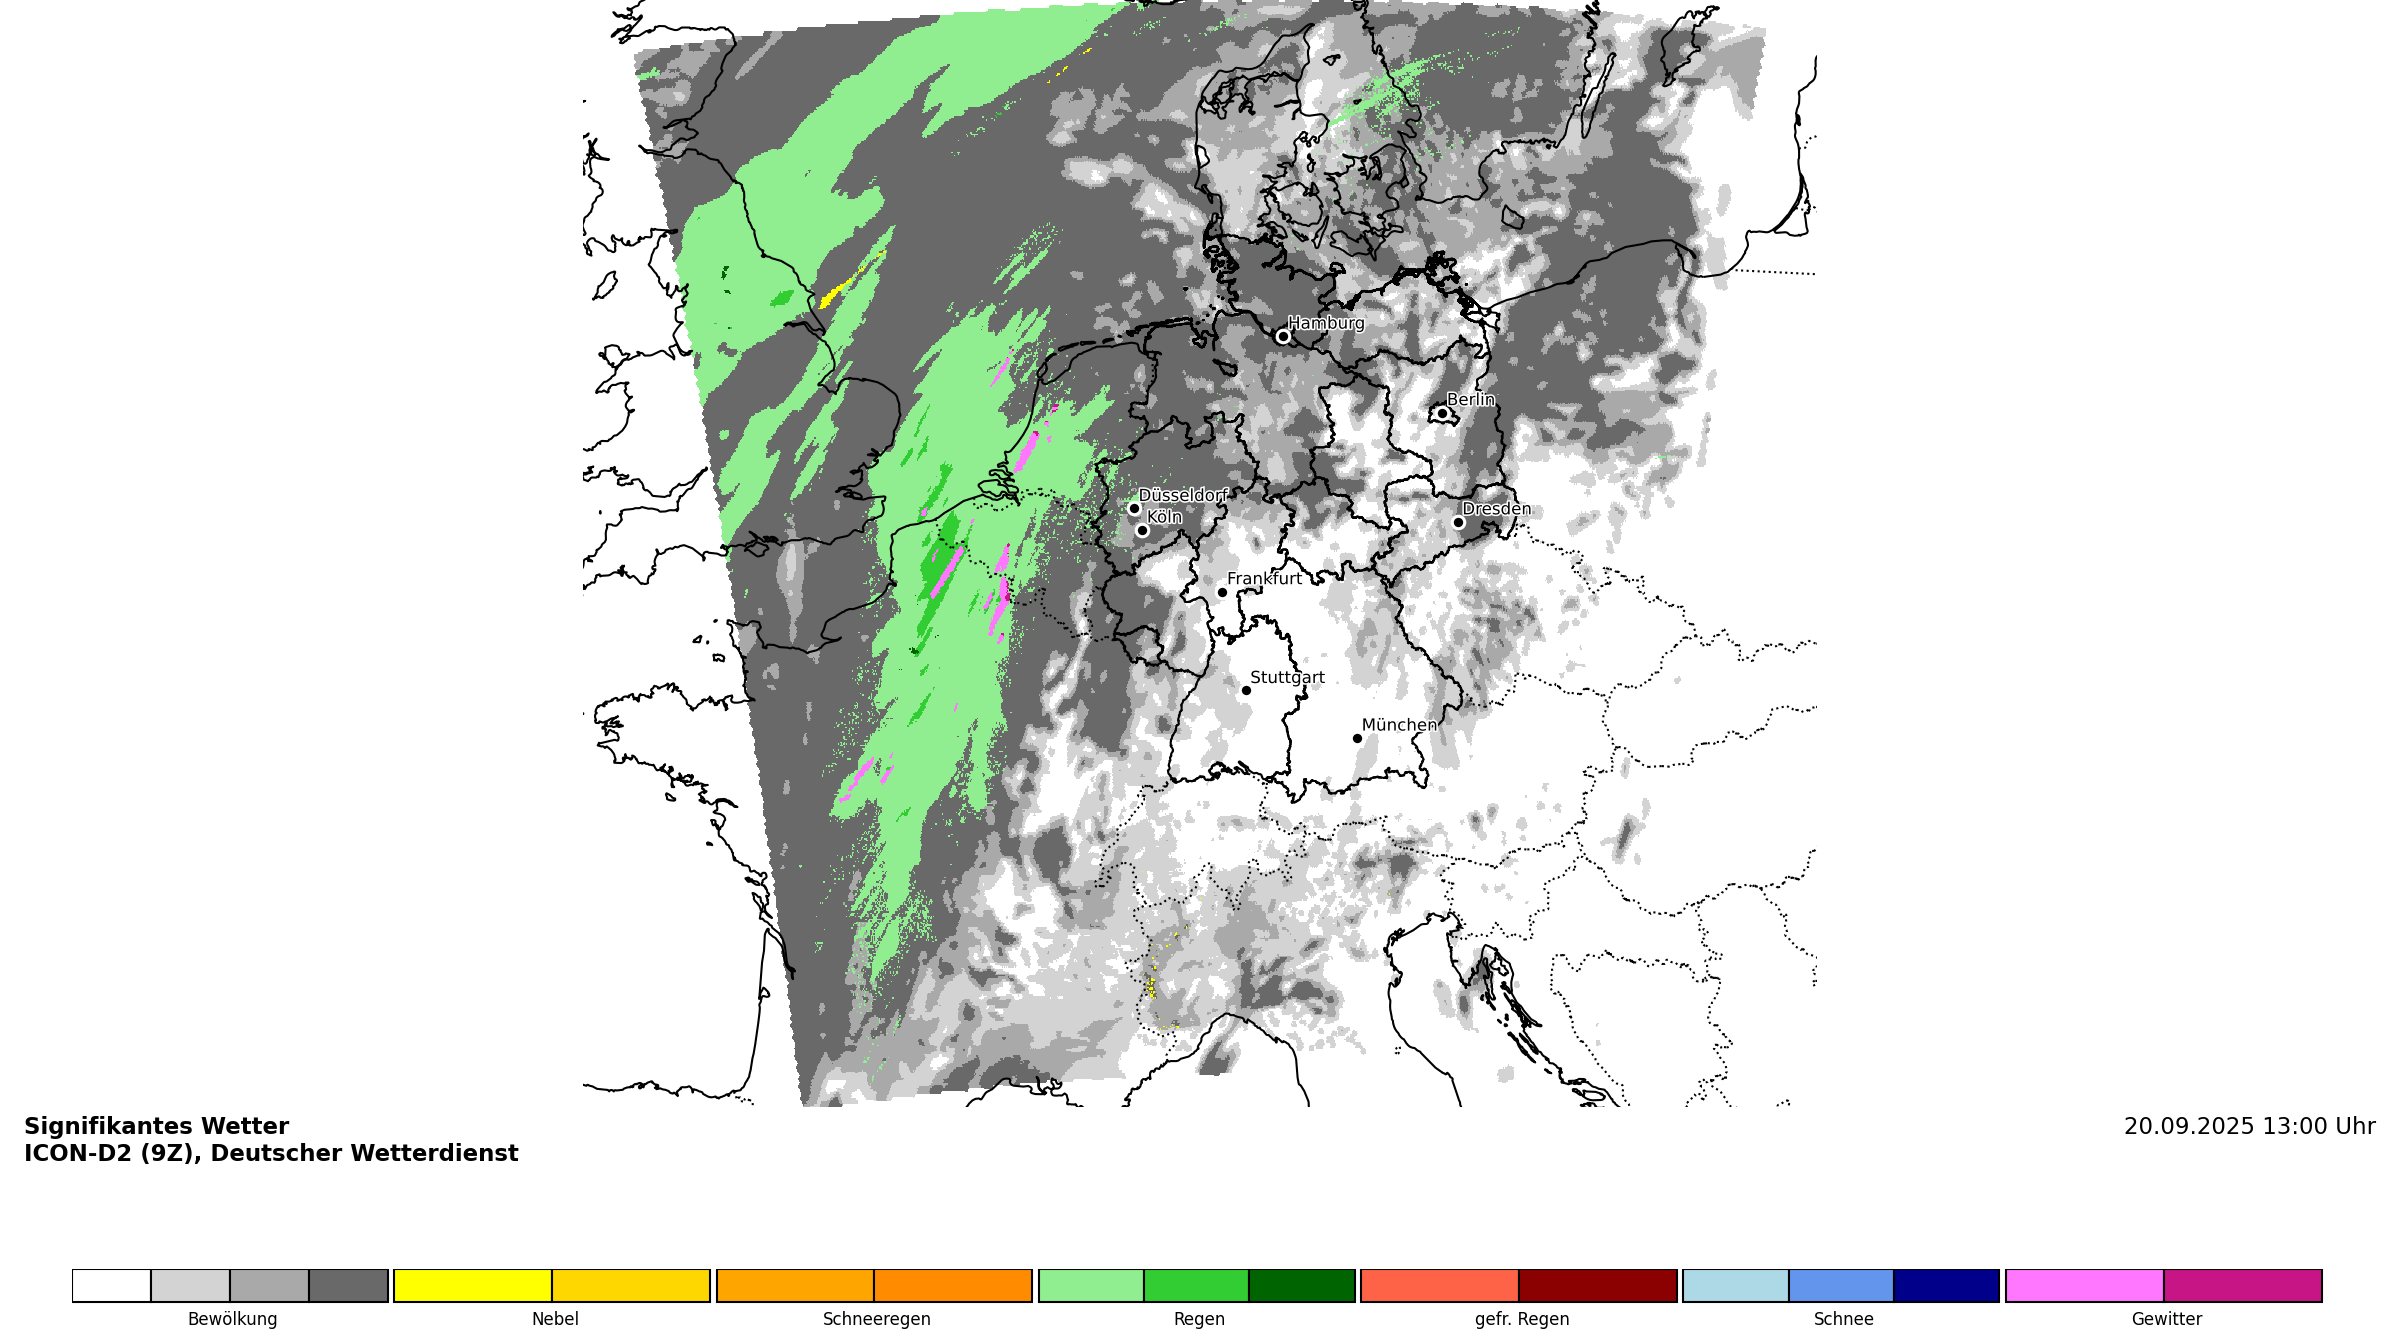 Hamburg
Berlin
Düsseldorf
Köln
Dresden
Frankfurt
Stuttgart
München
Signifikantes Wetter
ICON-D2 (9Z), Deutscher Wetterdienst
20.09.2025 13:00 Uhr
Bewölkung
Nebel
Schneeregen
Regen
gefr. Regen
Schnee
Gewitter